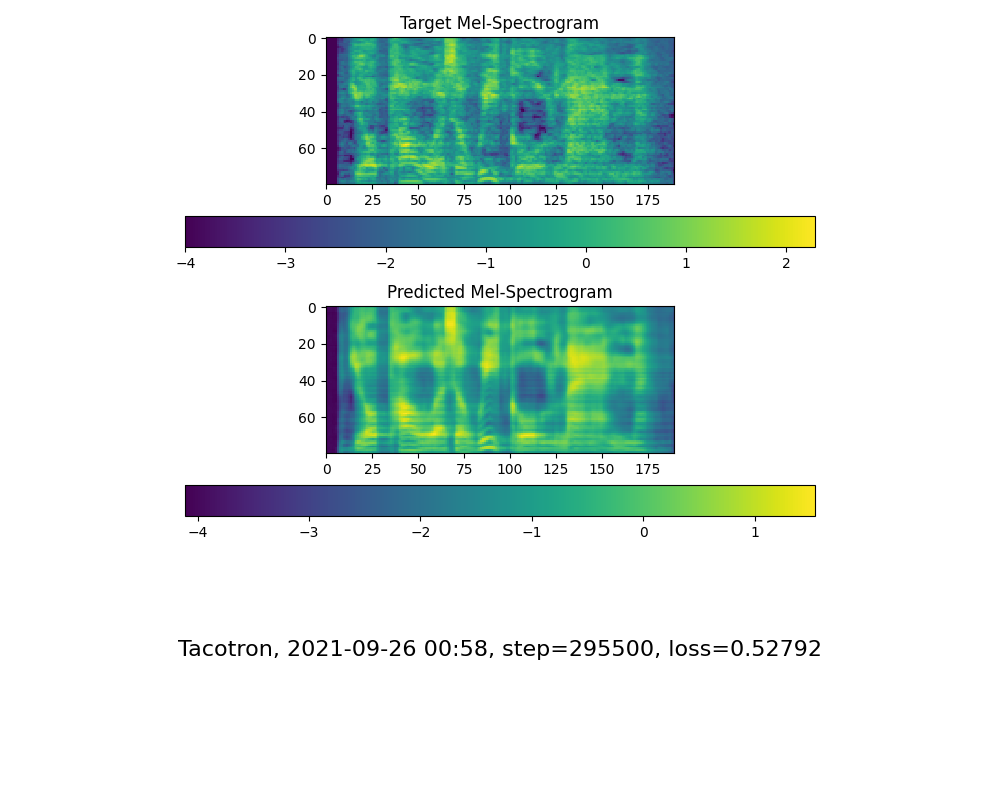 Target Mel-Spectrogram
0
20
40
60
0 25 50 75 100 125 150 175
−4 −3 −2 −1 0 1 2
Predicted Mel-Spectrogram
0
20
40
60
0 25 50 75 100 125 150 175
−4 −3 −2 −1 0 1
Tacotron, 2021-09-26 00:58, step=295500, loss=0.52792